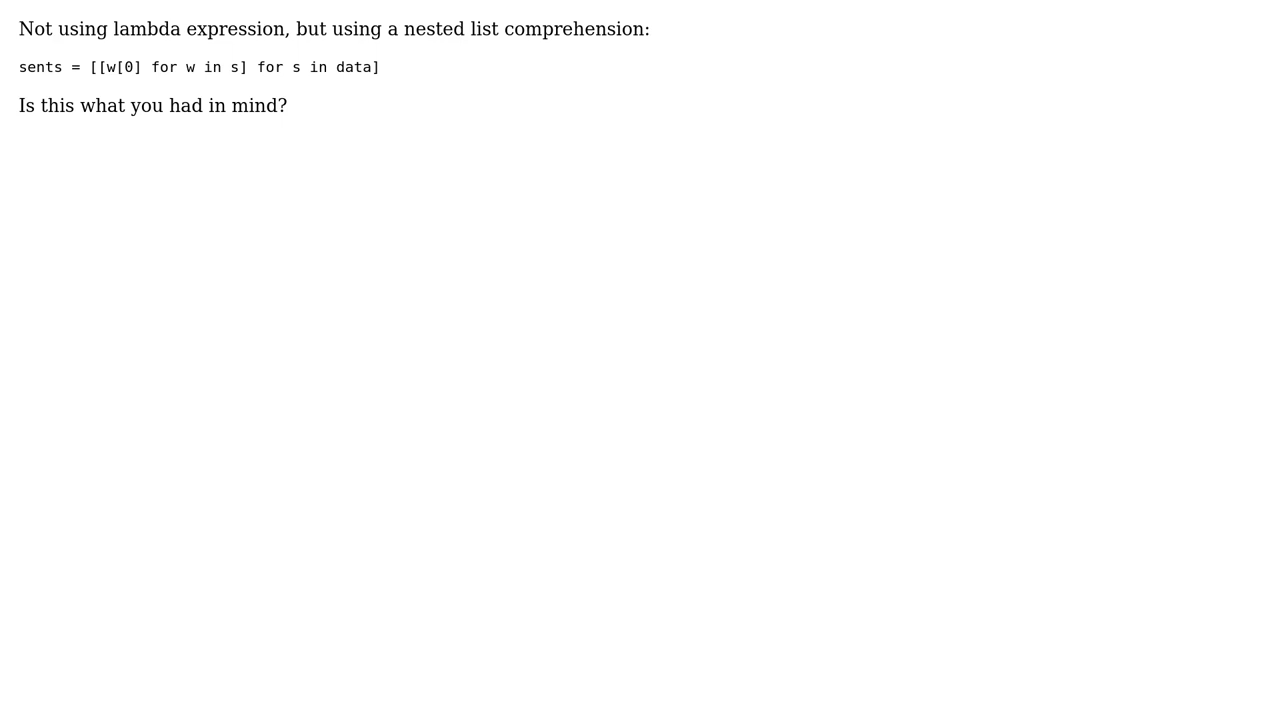 Not using lambda expression, but using a nested list comprehension:
sents = [[w[0] for w in s] for s in data]
Is this what you had in mind?